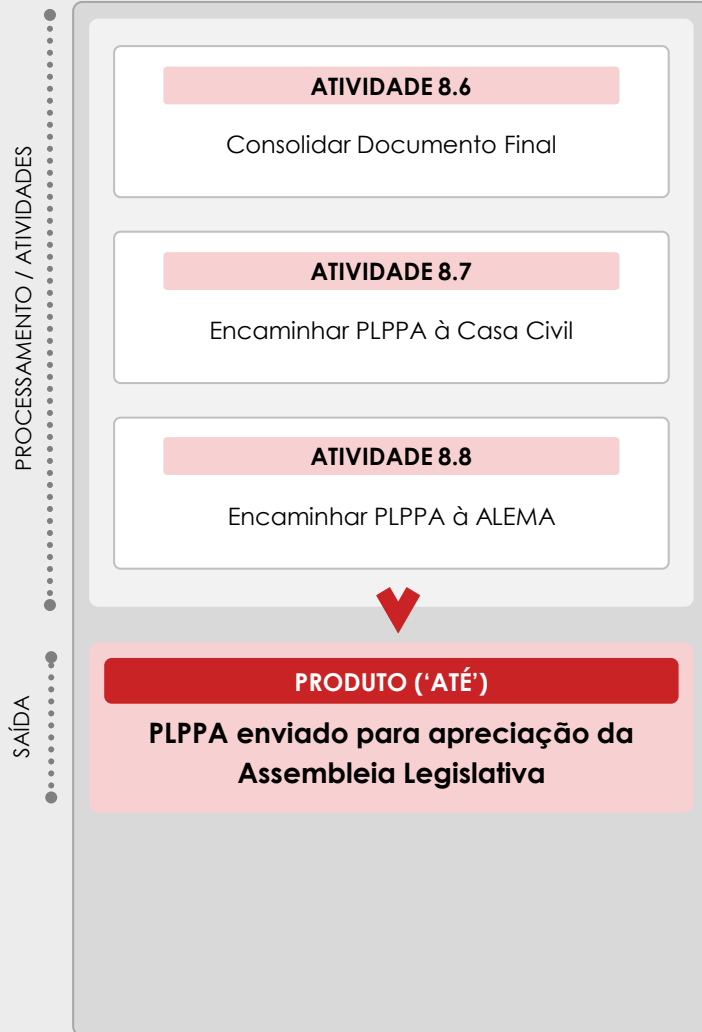 PROCESSAMENTO / ATIVIDADES
ATIVIDADE 8.6
Consolidar Documento Final
ATIVIDADE 8.7
Encaminhar PLPPA à Casa Civil
ATIVIDADE 8.8
Encaminhar PLPPA à ALEMA
SAÍDA
PRODUTO (‘ATÉ’)
PLPPA enviado para apreciação da
Assembleia Legislativa